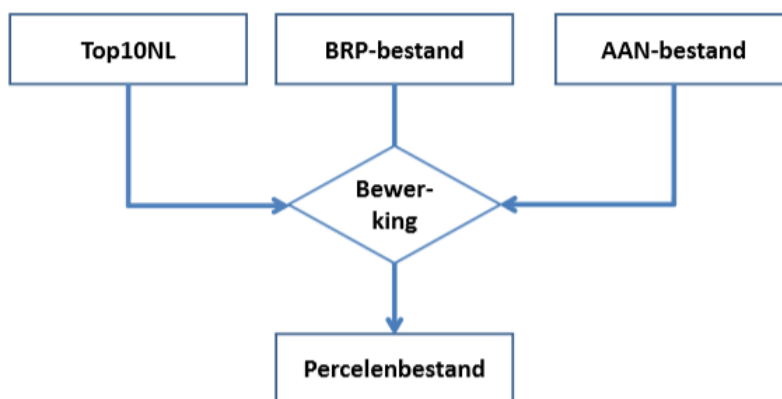 Top10NL
BRP-bestand
AAN-bestand
Bewer-
king
Percelenbestand